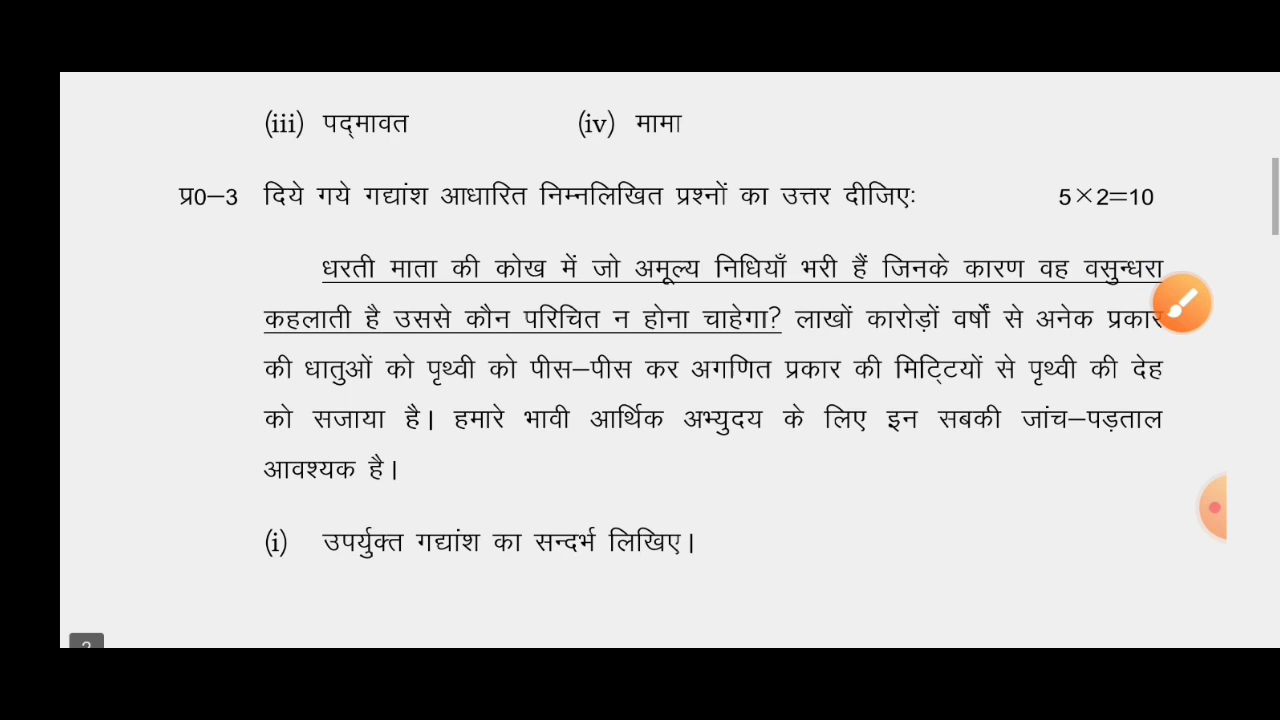 (iii) पद्मावत (iv) मामा
प्र0–3 दिये गये गद्यांश आधारित निम्नलिखित प्रश्नों का उत्तर दीजिएः 5×2=10
धरती माता की कोख में जो अमूल्य निधियाँ भरी हैं जिनके कारण वह वसुन्धरा
कहलाती है उससे कौन परिचित न होना चाहेगा? लाखों कारोड़ों वर्षों से अनेक प्रकार
की धातुओं को पृथ्वी को पीस–पीस कर अगणित प्रकार की मिट्टियों से पृथ्वी की देह
को सजाया है। हमारे भावी आर्थिक अभ्युदय के लिए इन सबकी जांच–पड़ताल
आवश्यक है।
(i) उपर्युक्त गद्यांश का सन्दर्भ लिखिए।